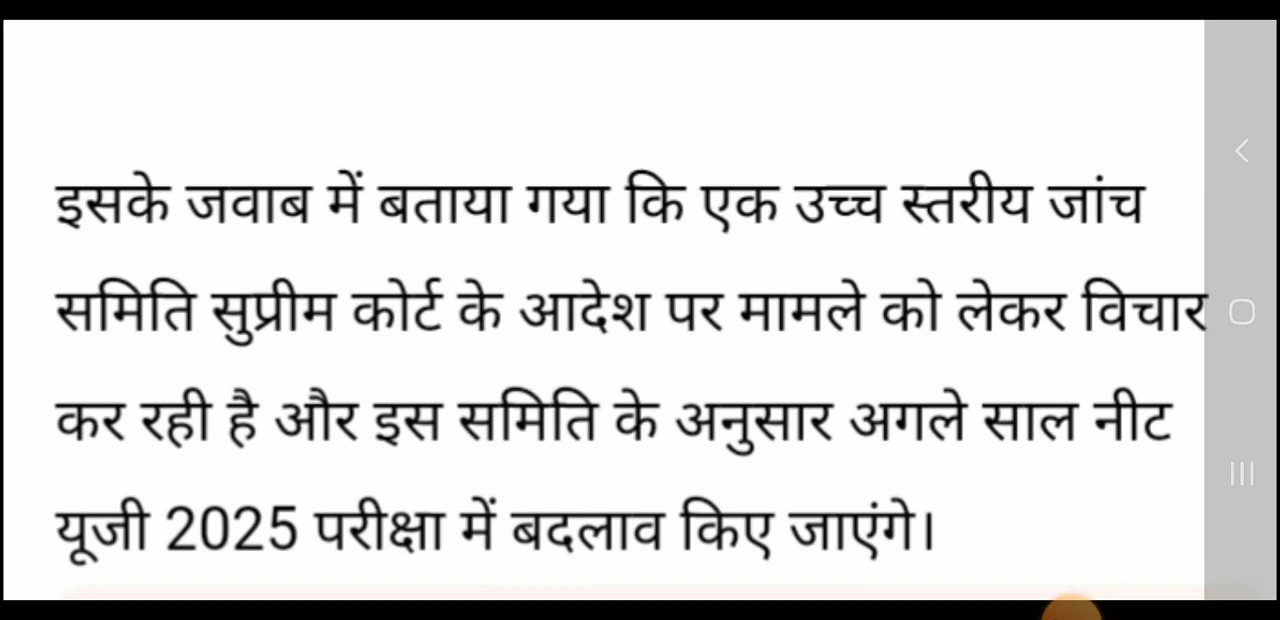 इसके जवाब में बताया गया कि एक उच्च स्तरीय जांच
समिति सुप्रीम कोर्ट के आदेश पर मामले को लेकर विचार
कर रही है और इस समिति के अनुसार अगले साल नीट
यूजी 2025 परीक्षा में बदलाव किए जाएंगे।